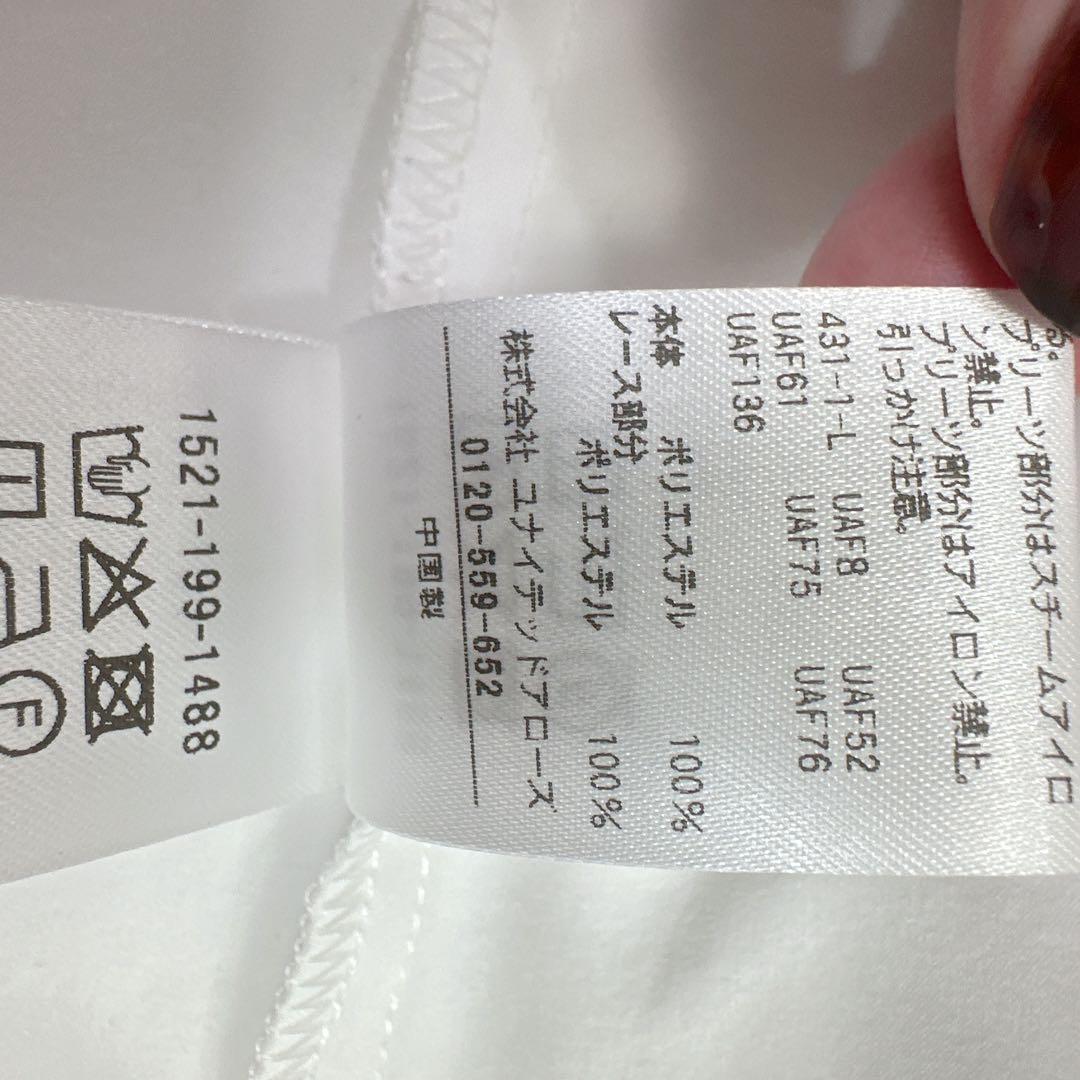 1521-199-1488
F
る。
プリーツ部分はスチームアイロ
ン禁止。
プリーツ部分はアイロン禁止。
引っかけ注意。
431-1-L UAF8 UAF52
UAF61 UAF75 UAF76
UAF136
本体
ポリエステル 100%
レース部分
ポリエステル 100%
株式会社 ユナイテッドアローズ
0120-559-652
中国製